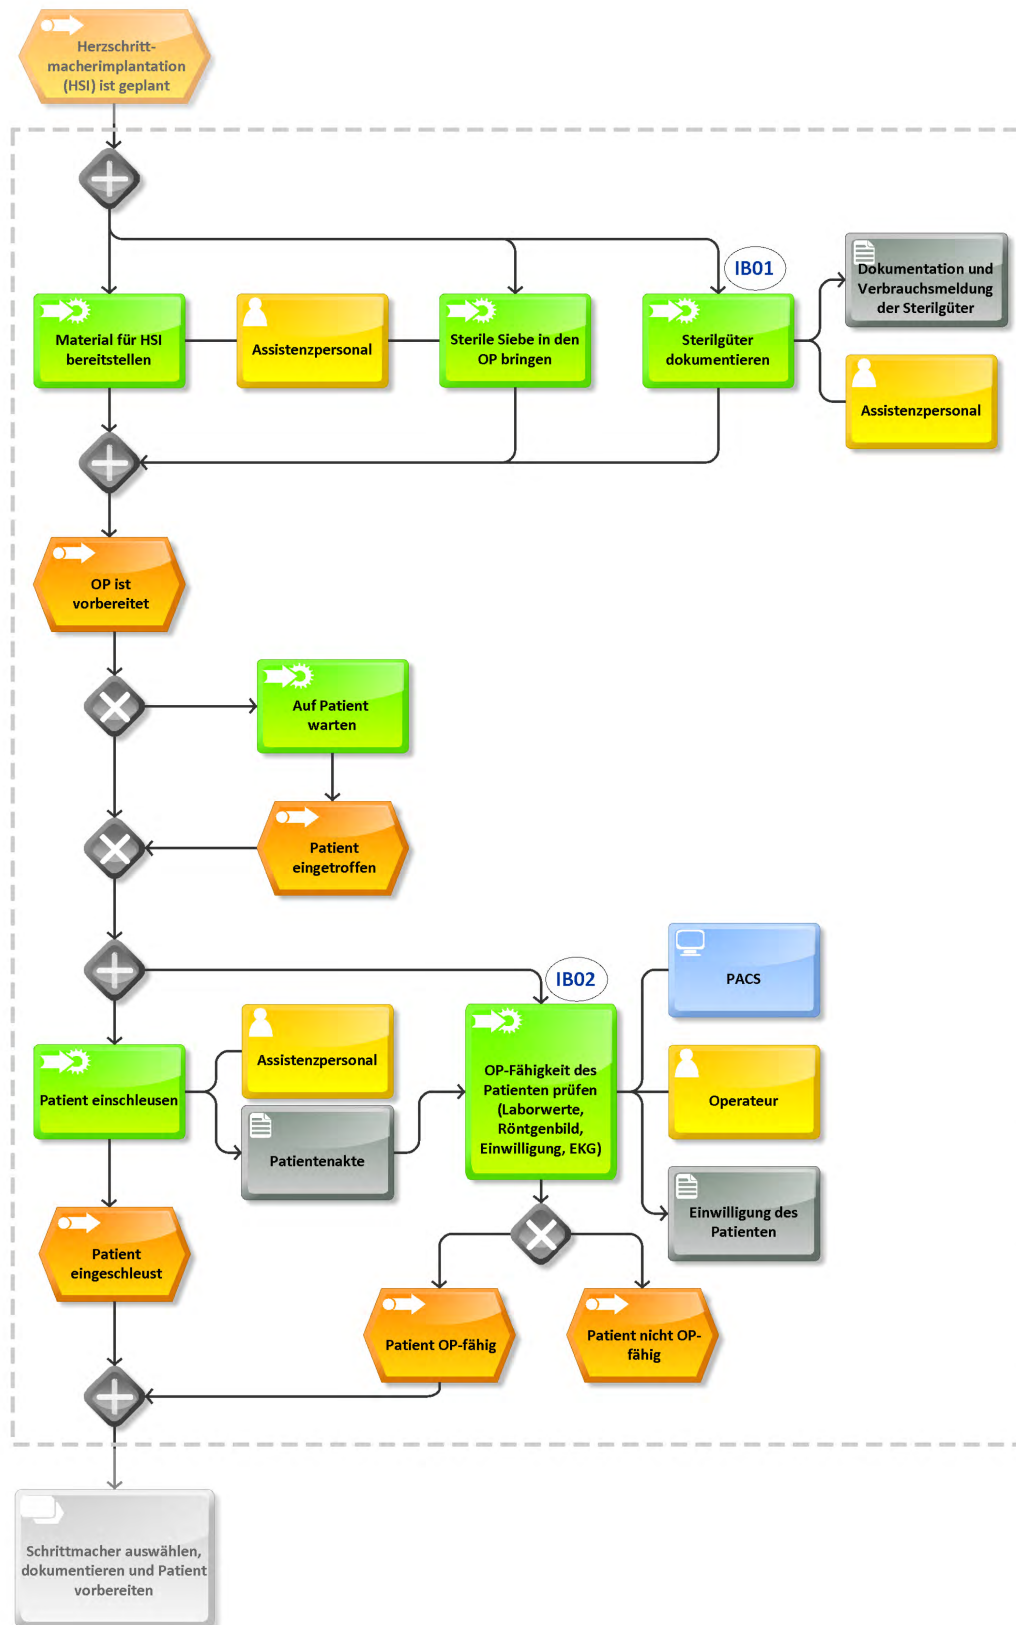 Herzschritt-
macherimplantation
(HSI) ist geplant
IB01
Dokumentation und
Verbrauchsmeldung
der Sterilgüter
Material für HSI
bereitstellen
Assistenzpersonal
Sterile Siebe in den
OP bringen
Sterilgüter
dokumentieren
Assistenzpersonal
OP ist
vorbereitet
Auf Patient
warten
Patient
eingetroffen
IB02
PACS
Patient einschleusen
Assistenzpersonal
Patientenakte
OP-Fähigkeit des
Patienten prüfen
(Laborwerte,
Röntgenbild,
Einwilligung, EKG)
Operateur
Einwilligung des
Patienten
Patient
eingeschleust
Patient OP-fähig
Patient nicht OP-
fähig
Schrittmacher auswählen,
dokumentieren und Patient
vorbereiten